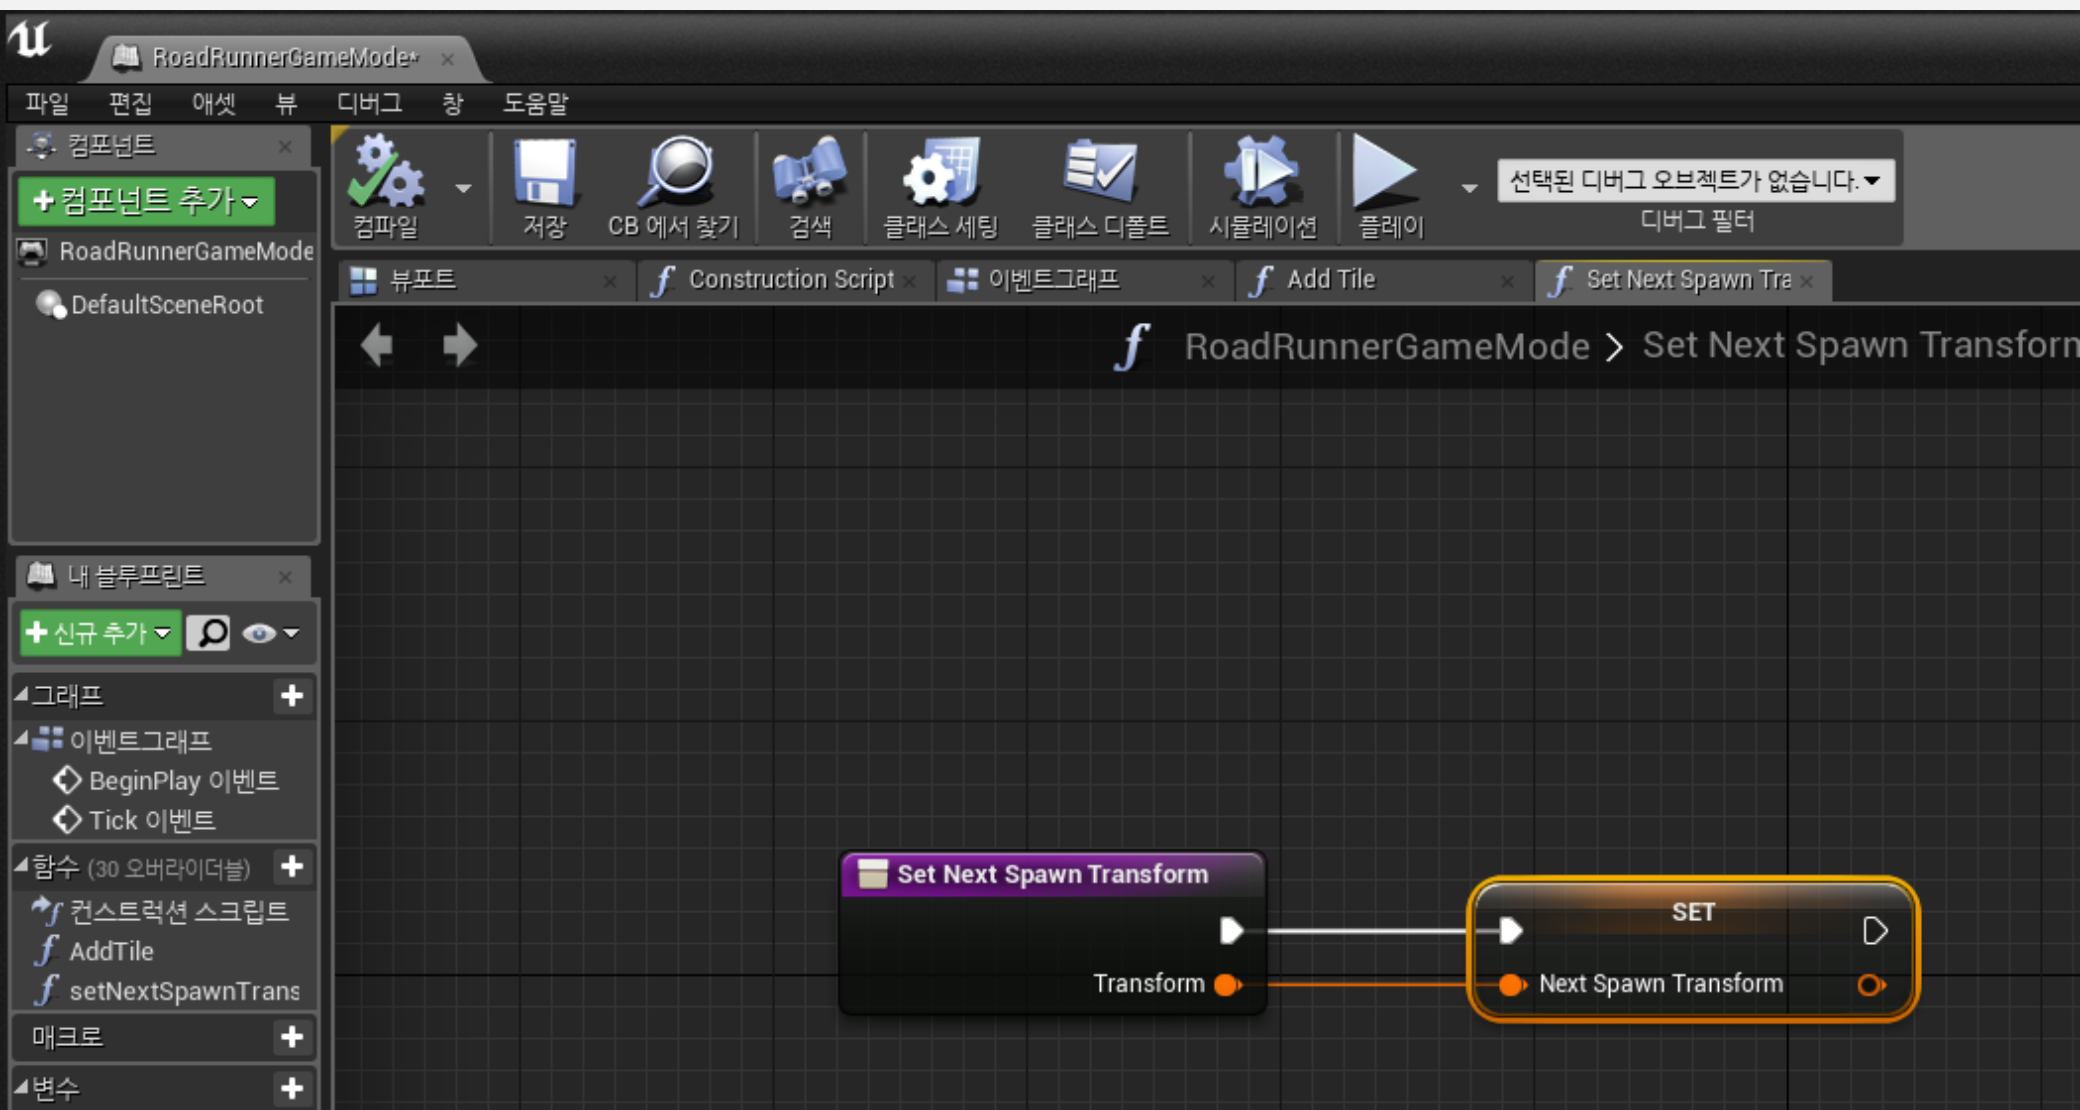 RoadRunnerGameMode*
파일 편집 애셋 뷰 디버그 창 도움말
컴포넌트
+컴포넌트 추가
RoadRunnerGameMode
DefaultSceneRoot
컴파일 저장 CB 에서 찾기 검색 클래스 세팅 클래스 디폴트 시뮬레이션 플레이
선택된 디버그 오브젝트가 없습니다.
디버그 필터
뷰포트 Construction Script 이벤트그래프 Add Tile Set Next Spawn Tra
RoadRunnerGameMode > Set Next Spawn Transform
내 블루프린트
+신규 추가
그래프
이벤트그래프
BeginPlay 이벤트
Tick 이벤트
함수 (30 오버라이더블)
컨스트럭션 스크립트
AddTile
setNextSpawnTrans
매크로
변수
Set Next Spawn Transform
Transform
SET
Next Spawn Transform